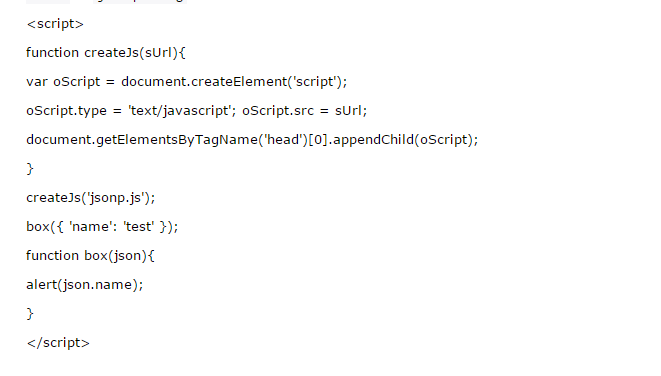 <script>
function createJs(sUrl){
var oScript = document.createElement('script');
oScript.type = 'text/javascript'; oScript.src = sUrl;
document.getElementsByTagName('head')[0].appendChild(oScript);
}
createJs('jsonp.js');
box({ 'name': 'test' });
function box(json){
alert(json.name);
}
</script>